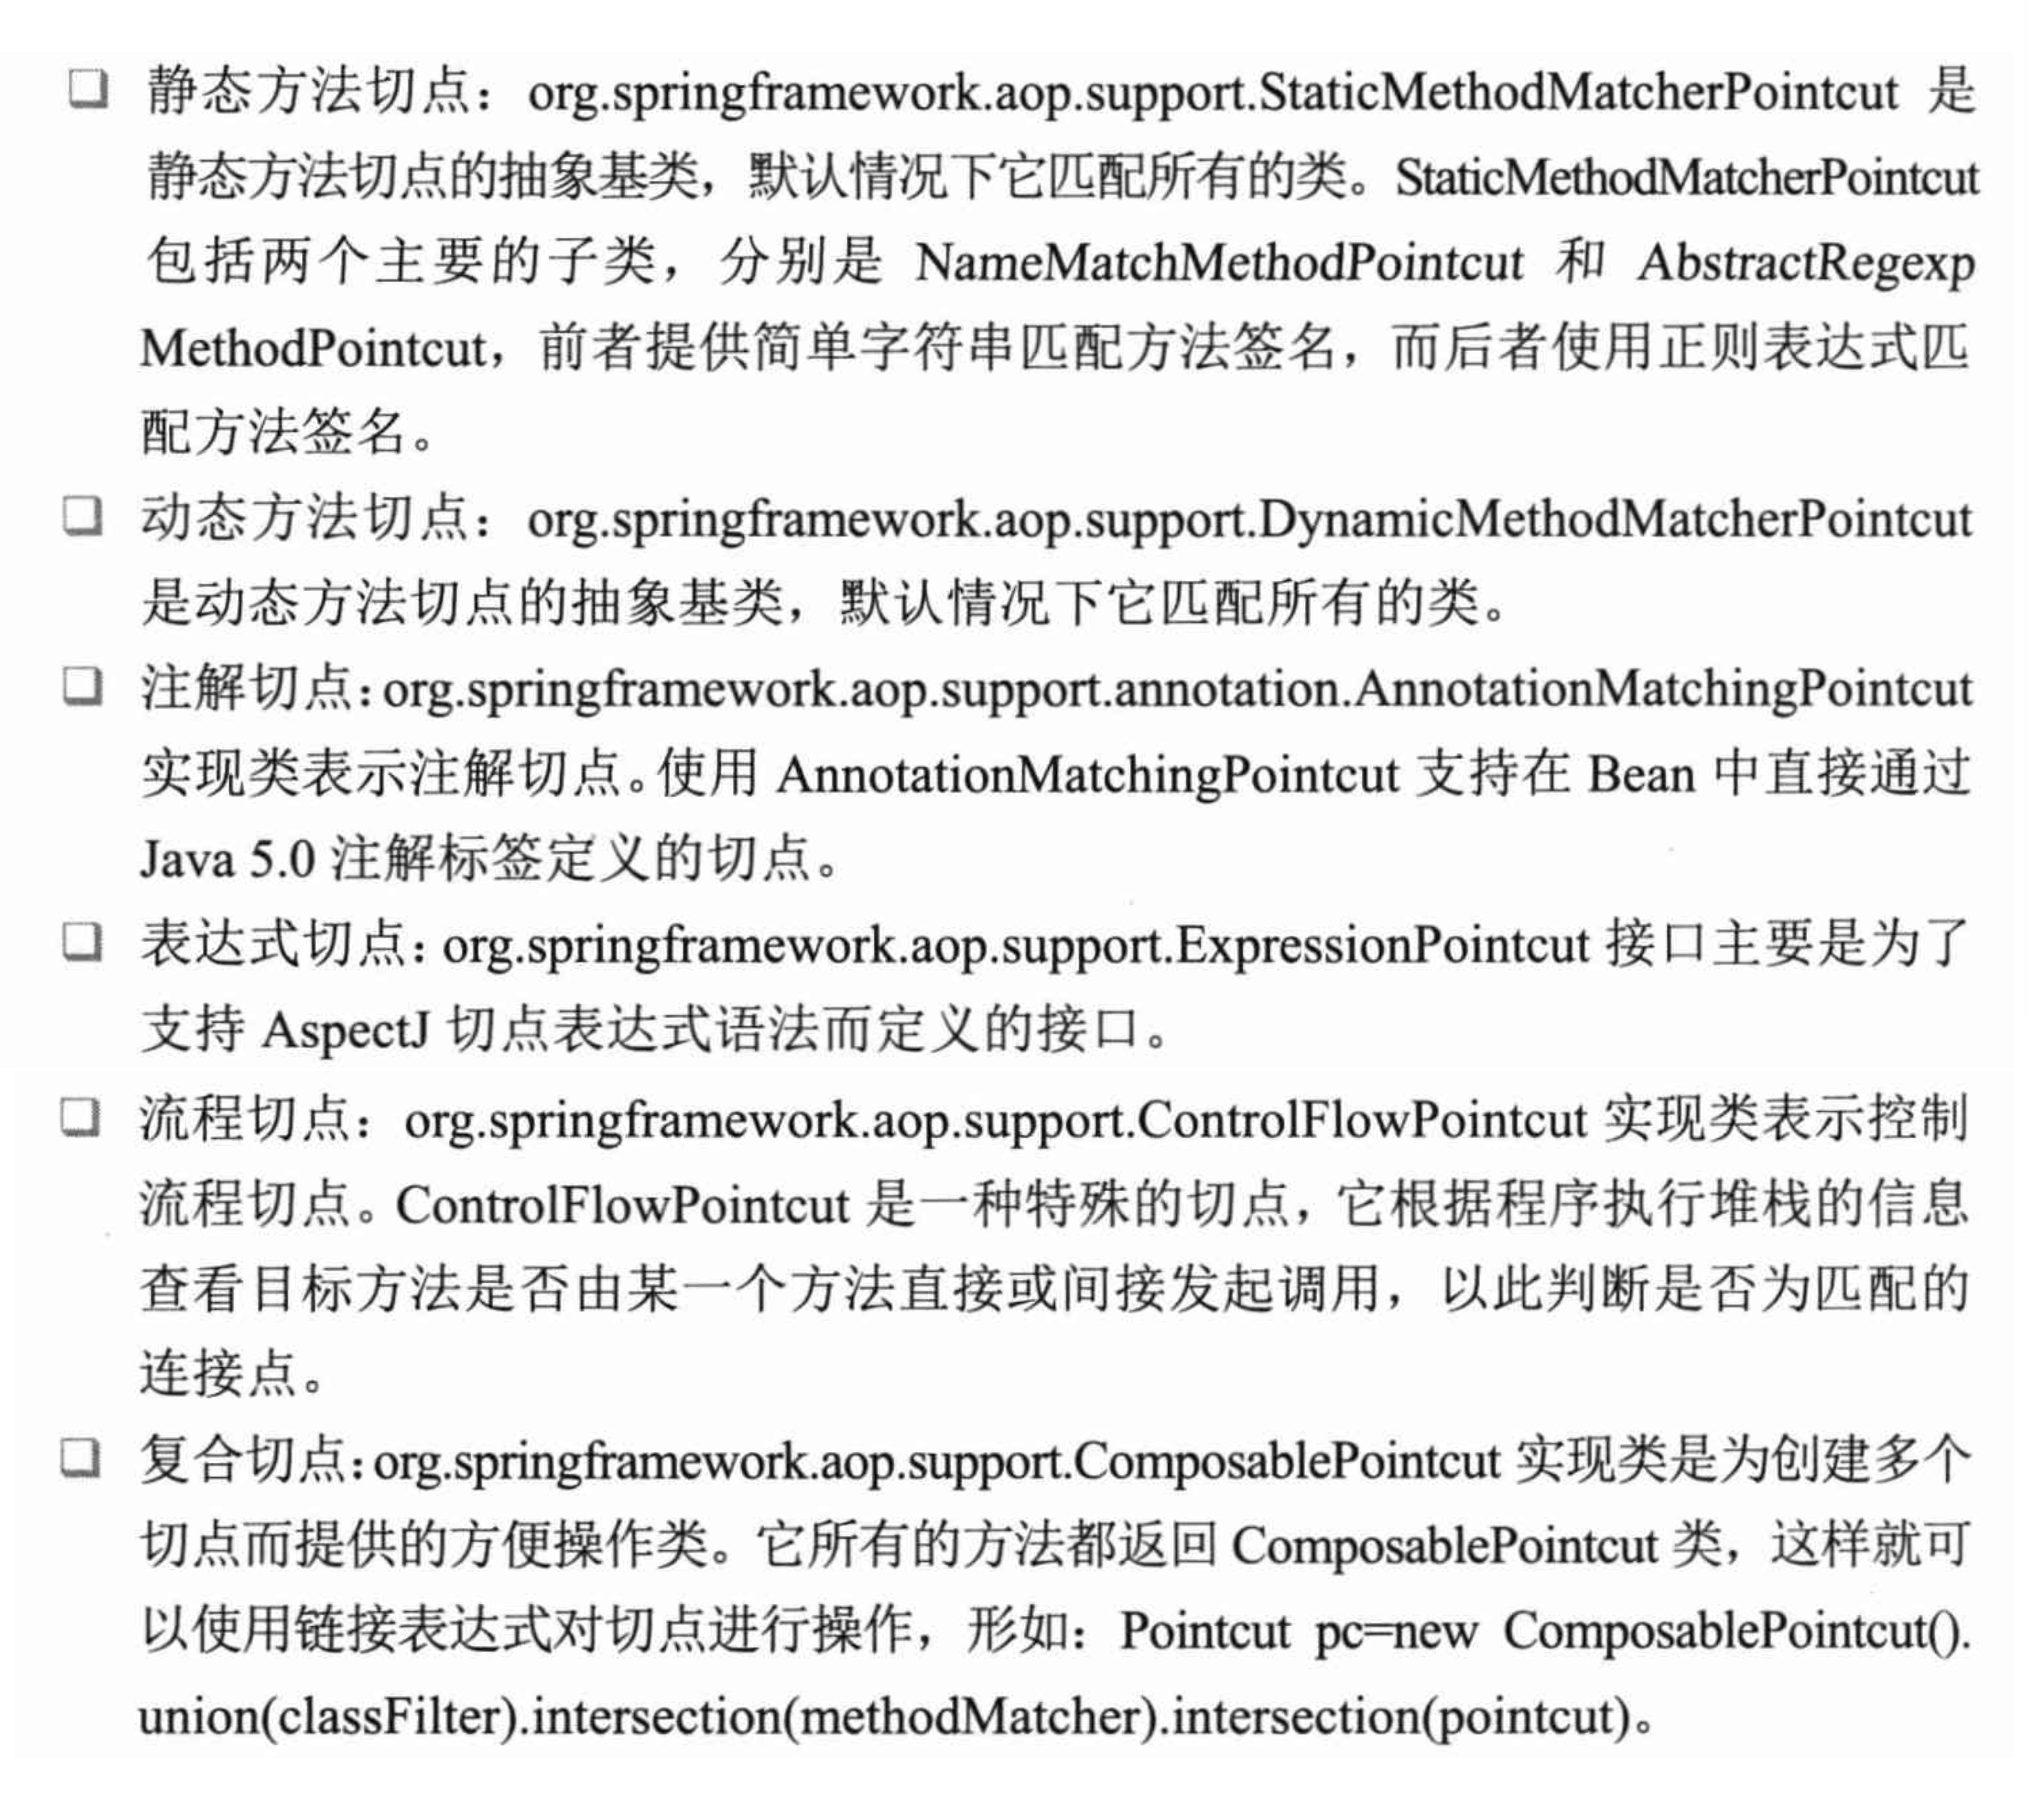 ❏ 静态方法切点：org.springframework.aop.support.StaticMethodMatcherPointcut 是
静态方法切点的抽象基类，默认情况下它匹配所有的类。StaticMethodMatcherPointcut
包括两个主要的子类，分别是 NameMatchMethodPointcut 和 AbstractRegexp
MethodPointcut，前者提供简单字符串匹配方法签名，而后者使用正则表达式匹
配方法签名。
❏ 动态方法切点：org.springframework.aop.support.DynamicMethodMatcherPointcut
是动态方法切点的抽象基类，默认情况下它匹配所有的类。
❏ 注解切点：org.springframework.aop.support.annotation.AnnotationMatchingPointcut
实现类表示注解切点。使用 AnnotationMatchingPointcut 支持在 Bean 中直接通过
Java 5.0 注解标签定义的切点。
❏ 表达式切点：org.springframework.aop.support.ExpressionPointcut 接口主要是为了
支持 AspectJ 切点表达式语法而定义的接口。
❏ 流程切点：org.springframework.aop.support.ControlFlowPointcut 实现类表示控制
流程切点。ControlFlowPointcut 是一种特殊的切点，它根据程序执行堆栈的信息
查看目标方法是否由某一个方法直接或间接发起调用，以此判断是否为匹配的
连接点。
❏ 复合切点：org.springframework.aop.support.ComposablePointcut 实现类是为创建多个
切点而提供的方便操作类。它所有的方法都返回 ComposablePointcut 类，这样就可
以使用链接表达式对切点进行操作，形如：Pointcut pc=new ComposablePointcut().
union(classFilter).intersection(methodMatcher).intersection(pointcut)。